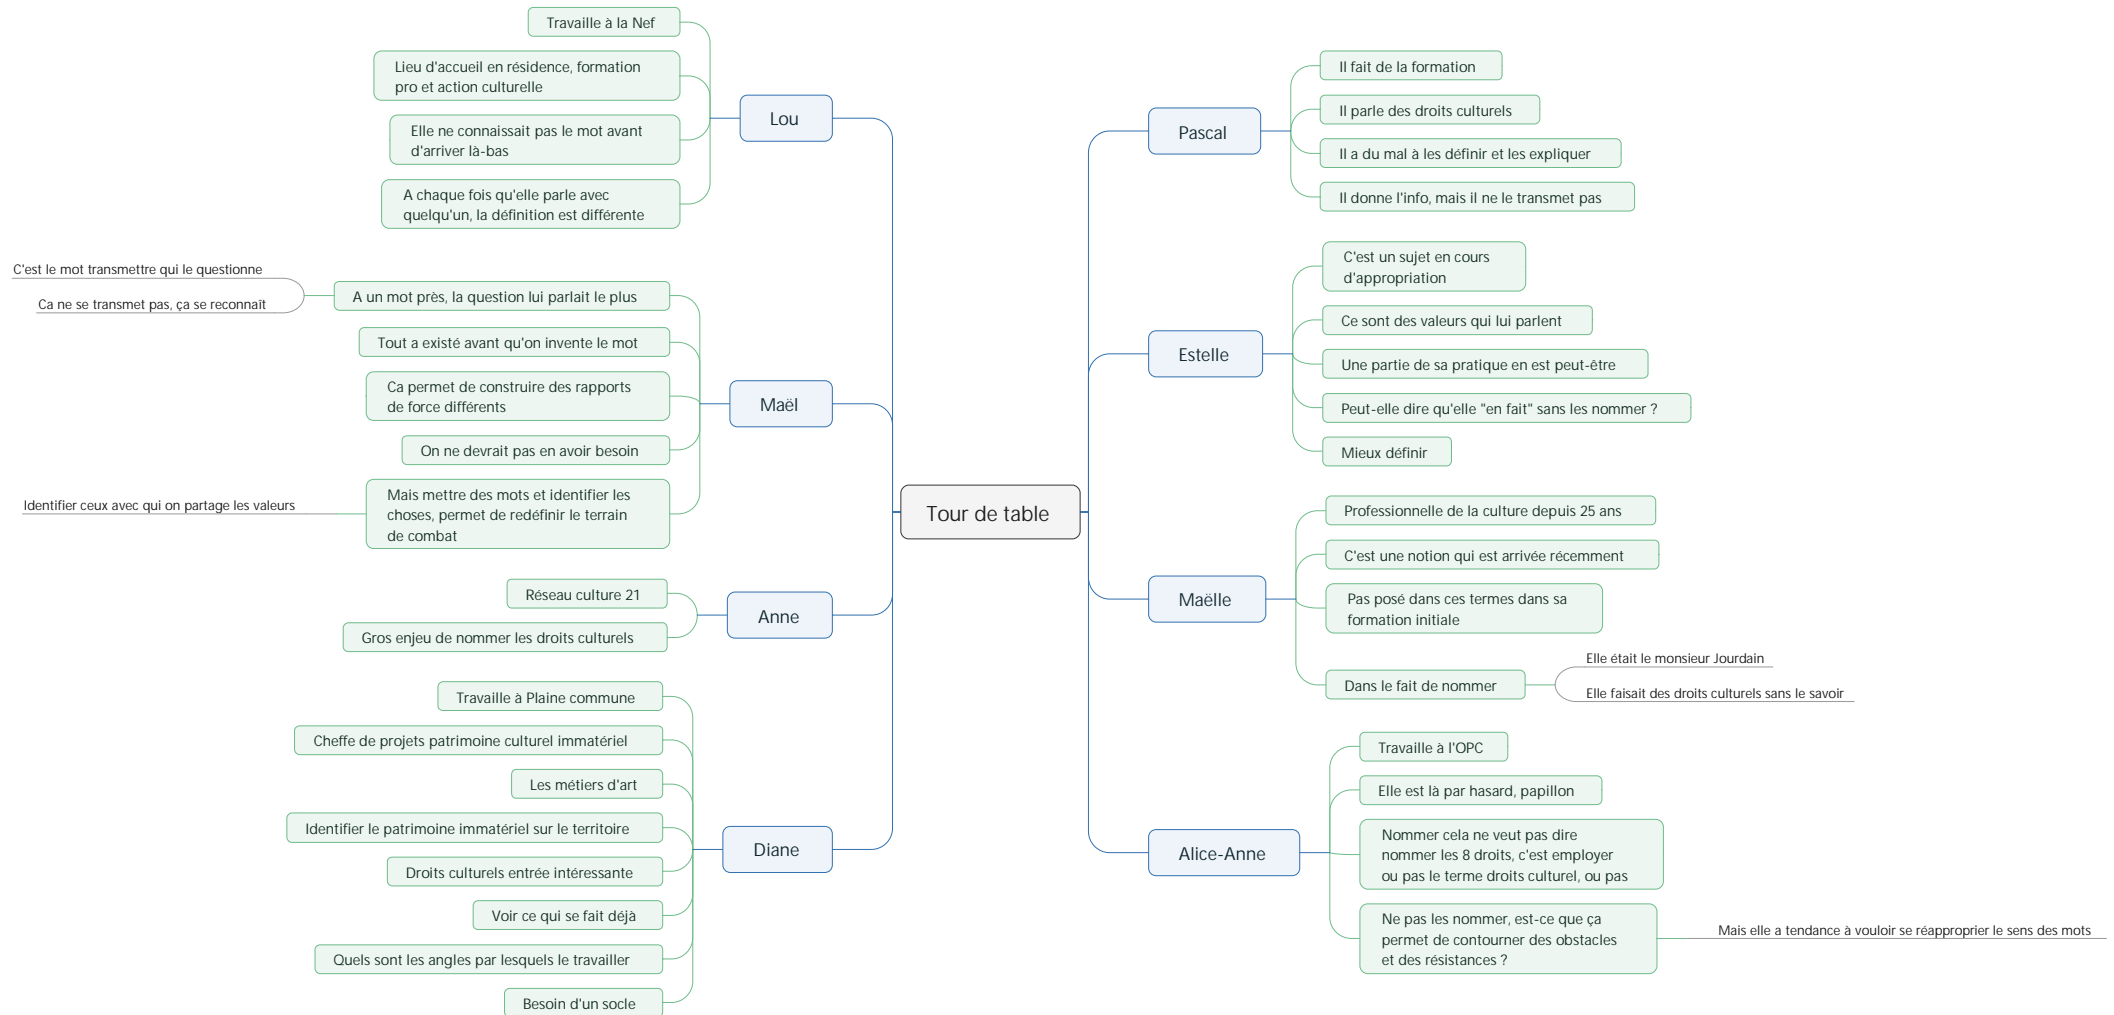 Tour de table
Lou
Travaille à la Nef
Lieu d'accueil en résidence, formation
pro et action culturelle
Elle ne connaissait pas le mot avant
d'arriver là-bas
A chaque fois qu'elle parle avec
quelqu'un, la définition est différente
Maël
A un mot près, la question lui parlait le plus
C'est le mot transmettre qui le questionne
Ca ne se transmet pas, ça se reconnait
Tout a existé avant qu'on invente le mot
Ca permet de construire des rapports
de force différents
On ne devrait pas en avoir besoin
Mais mettre des mots et identifier les
choses, permet de redéfinir le terrain
de combat
Identifier ceux avec qui on partage les valeurs
Anne
Réseau culture 21
Gros enjeu de nommer les droits culturels
Diane
Travaille à Plaine commune
Cheffe de projets patrimoine culturel immatériel
Les métiers d'art
Identifier le patrimoine immatériel sur le territoire
Droits culturels entrée intéressante
Voir ce qui se fait déjà
Quels sont les angles par lesquels le travailler
Besoin d'un socle
Pascal
Il fait de la formation
Il parle des droits culturels
Il a du mal à les définir et les expliquer
Il donne l'info, mais il ne le transmet pas
Estelle
C'est un sujet en cours
d'appropriation
Ce sont des valeurs qui lui parlent
Une partie de sa pratique en est peut-être
Peut-elle dire qu'elle "en fait" sans les nommer ?
Mieux définir
Maëlle
Professionnelle de la culture depuis 25 ans
C'est une notion qui est arrivée récemment
Pas posé dans ces termes dans sa
formation initiale
Dans le fait de nommer
Elle était le monsieur Jourdain
Elle faisait des droits culturels sans le savoir
Alice-Anne
Travaille à l'OPC
Elle est là par hasard, papillon
Nommer cela ne veut pas dire
nommer les 8 droits, c'est employer
ou pas le terme droits culturel, ou pas
Ne pas les nommer, est-ce que ça
permet de contourner des obstacles
et des résistances ?
Mais elle a tendance à vouloir se réapproprier le sens des mots